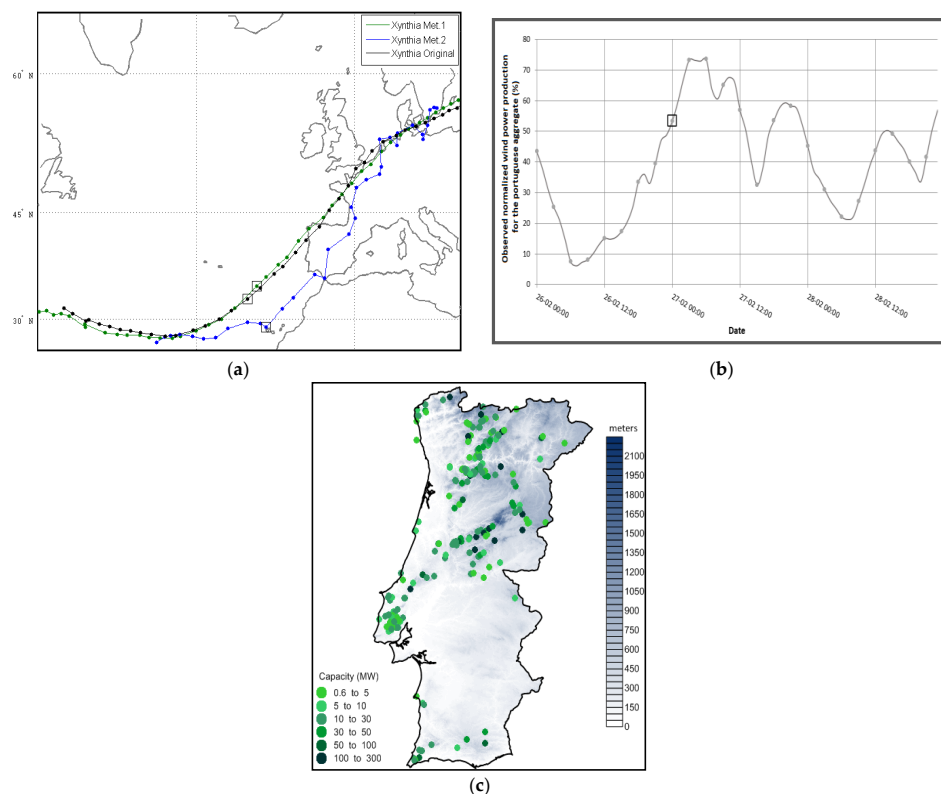 Xynthia Met.1
Xynthia Met.2
Xynthia Original
60° N
45° N
30° N
(a)
Observed normalized wind power production
for the portuguese aggregate (%)
80
70
60
50
40
30
20
10
0
26-02 00:00
26-02 12:00
27-02 00:00
27-02 12:00
28-02 00:00
28-02 12:00
Date
(b)
meters
2100
1950
1800
1650
1500
1350
1200
1050
900
750
600
450
300
150
0
Capacity (MW)
0.6 to 5
5 to 10
10 to 30
30 to 50
50 to 100
100 to 300
(c)